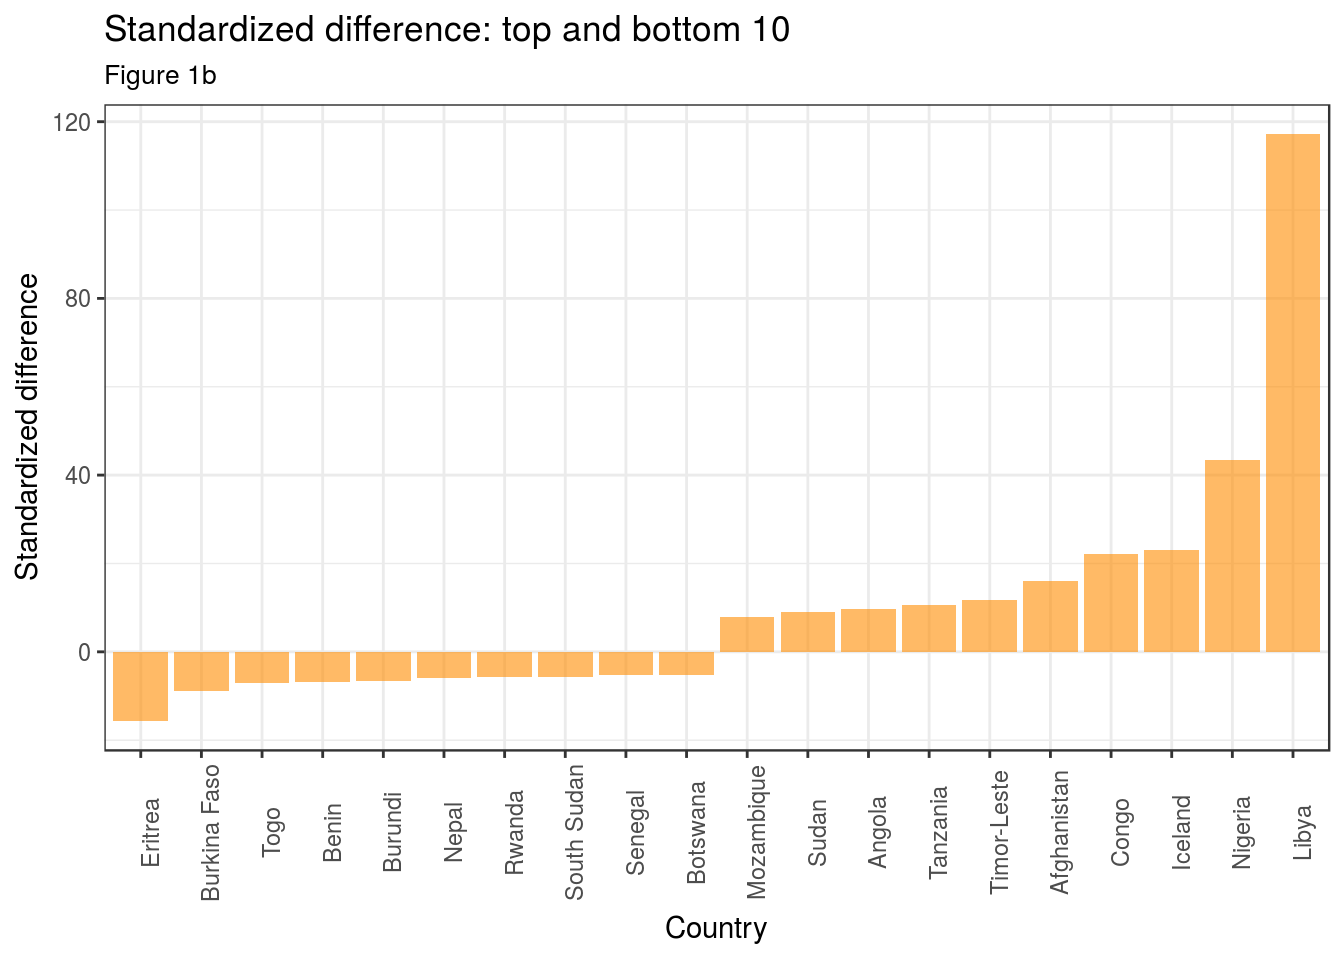 Standardized difference: top and bottom 10
Figure 1b
Standardized difference
120
80
40
0
Eritrea
Burkina Faso
Togo
Benin
Burundi
Nepal
Rwanda
South Sudan
Senegal
Botswana
Mozambique
Sudan
Angola
Tanzania
Timor-Leste
Afghanistan
Congo
Iceland
Nigeria
Libya
Country